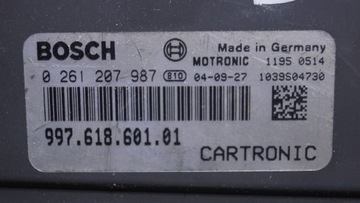 BOSCH Made in Germany
MOTRONIC 1195 0514
0 261 207 987 810 04-09-27 1039S04730
997.618.601.01
CARTRONIC